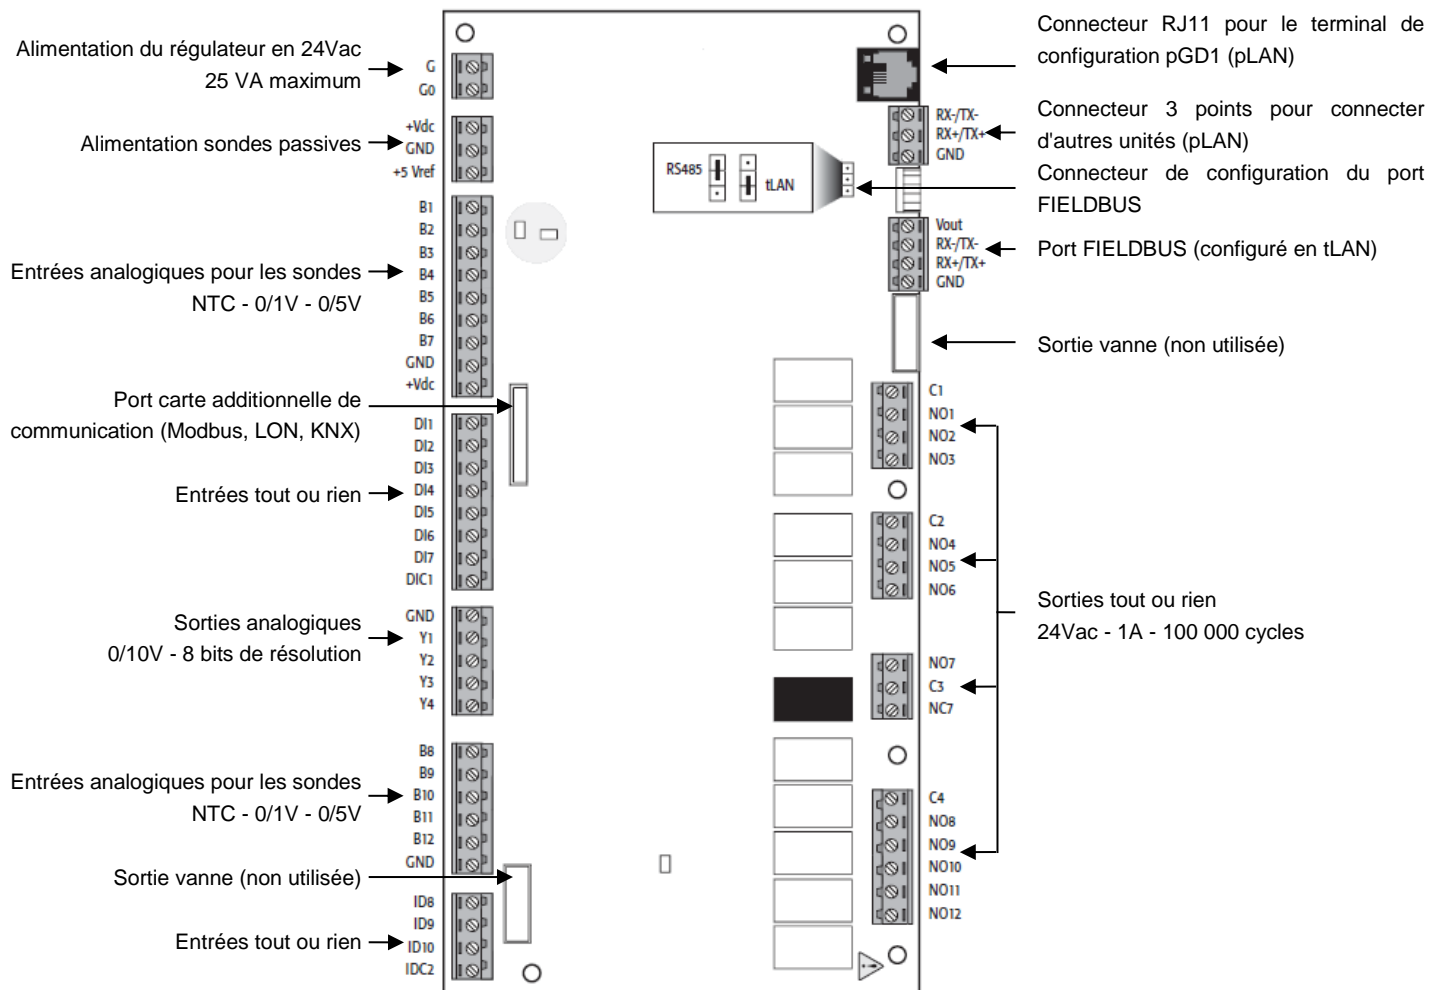 Alimentation du régulateur en 24Vac
25 VA maximum
G
G0
Alimentation sondes passives
+Vdc
GND
+5 Vref
Entrées analogiques pour les sondes
NTC - 0/1V - 0/5V
B1
B2
B3
B4
B5
B6
B7
GND
+Vdc
Port carte additionnelle de
communication (Modbus, LON, KNX)
Entrées tout ou rien
DI1
DI2
DI3
DI4
DI5
DI6
DI7
DIC1
Sorties analogiques
0/10V - 8 bits de résolution
GND
Y1
Y2
Y3
Y4
Entrées analogiques pour les sondes
NTC - 0/1V - 0/5V
B8
B9
B10
B11
B12
GND
Sortie vanne (non utilisée)
Entrées tout ou rien
ID8
ID9
ID10
IDC2
RS485
tLAN
Connecteur RJ11 pour le terminal de
configuration pGD1 (pLAN)
RX-/TX-
RX+/TX+
GND
Connecteur 3 points pour connecter
d'autres unités (pLAN)
Connecteur de configuration du port
FIELDBUS
Vout
RX-/TX-
RX+/TX+
GND
Port FIELDBUS (configuré en tLAN)
Sortie vanne (non utilisée)
C1
NO1
NO2
NO3
C2
NO4
NO5
NO6
NO7
C3
NC7
C4
NO8
NO9
NO10
NO11
NO12
Sorties tout ou rien
24Vac - 1A - 100 000 cycles